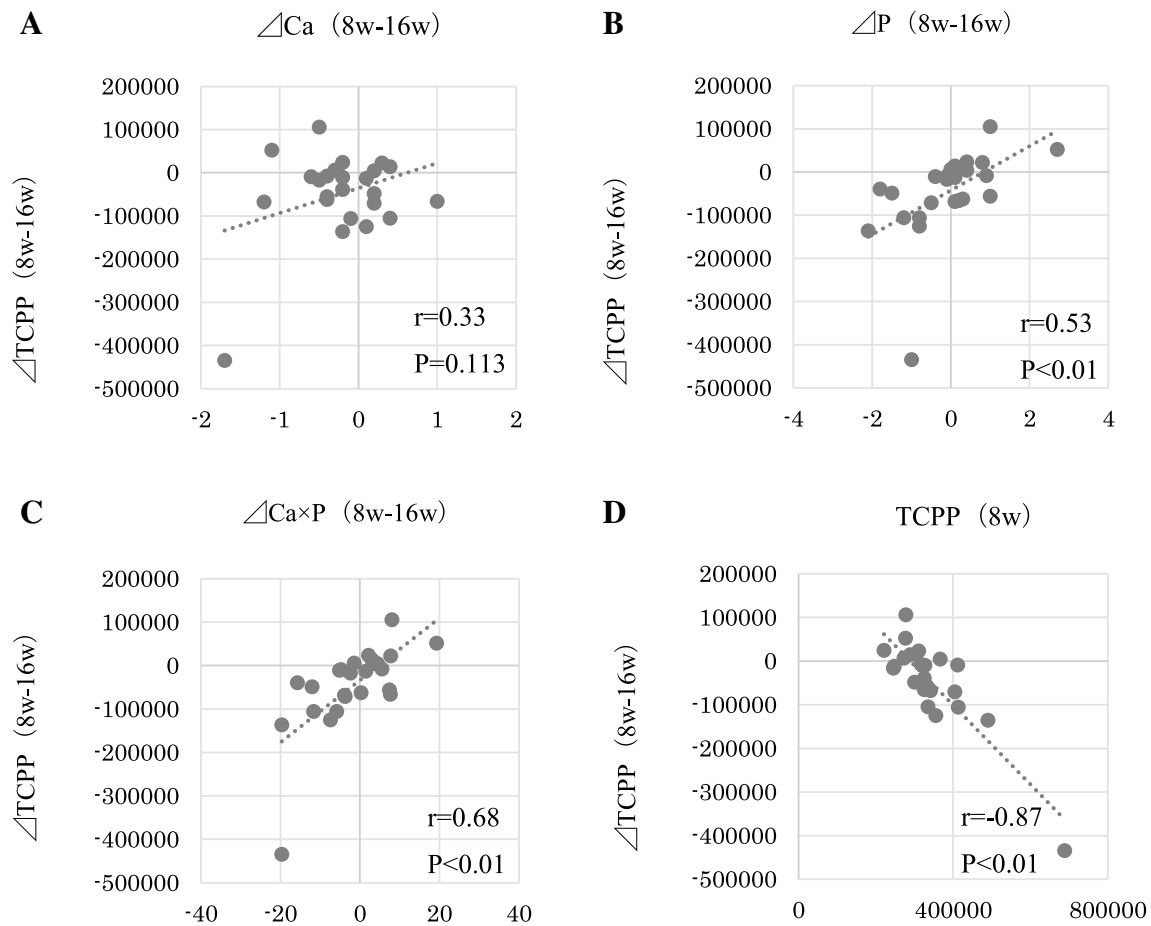 A
⊿Ca（8w-16w）
⊿TCPP（8w-16w）
200000
100000
0
-100000
-200000
-300000
-400000
-500000
r=0.33
P=0.113
-2 -1 0 1 2
B
⊿P（8w-16w）
⊿TCPP（8w-16w）
200000
100000
0
-100000
-200000
-300000
-400000
-500000
r=0.53
P<0.01
-4 -2 0 2 4
C
⊿Ca×P（8w-16w）
⊿TCPP（8w-16w）
200000
100000
0
-100000
-200000
-300000
-400000
-500000
r=0.68
P<0.01
-40 -20 0 20 40
D
TCPP（8w）
⊿TCPP（8w-16w）
200000
100000
0
-100000
-200000
-300000
-400000
-500000
r=-0.87
P<0.01
0 400000 800000